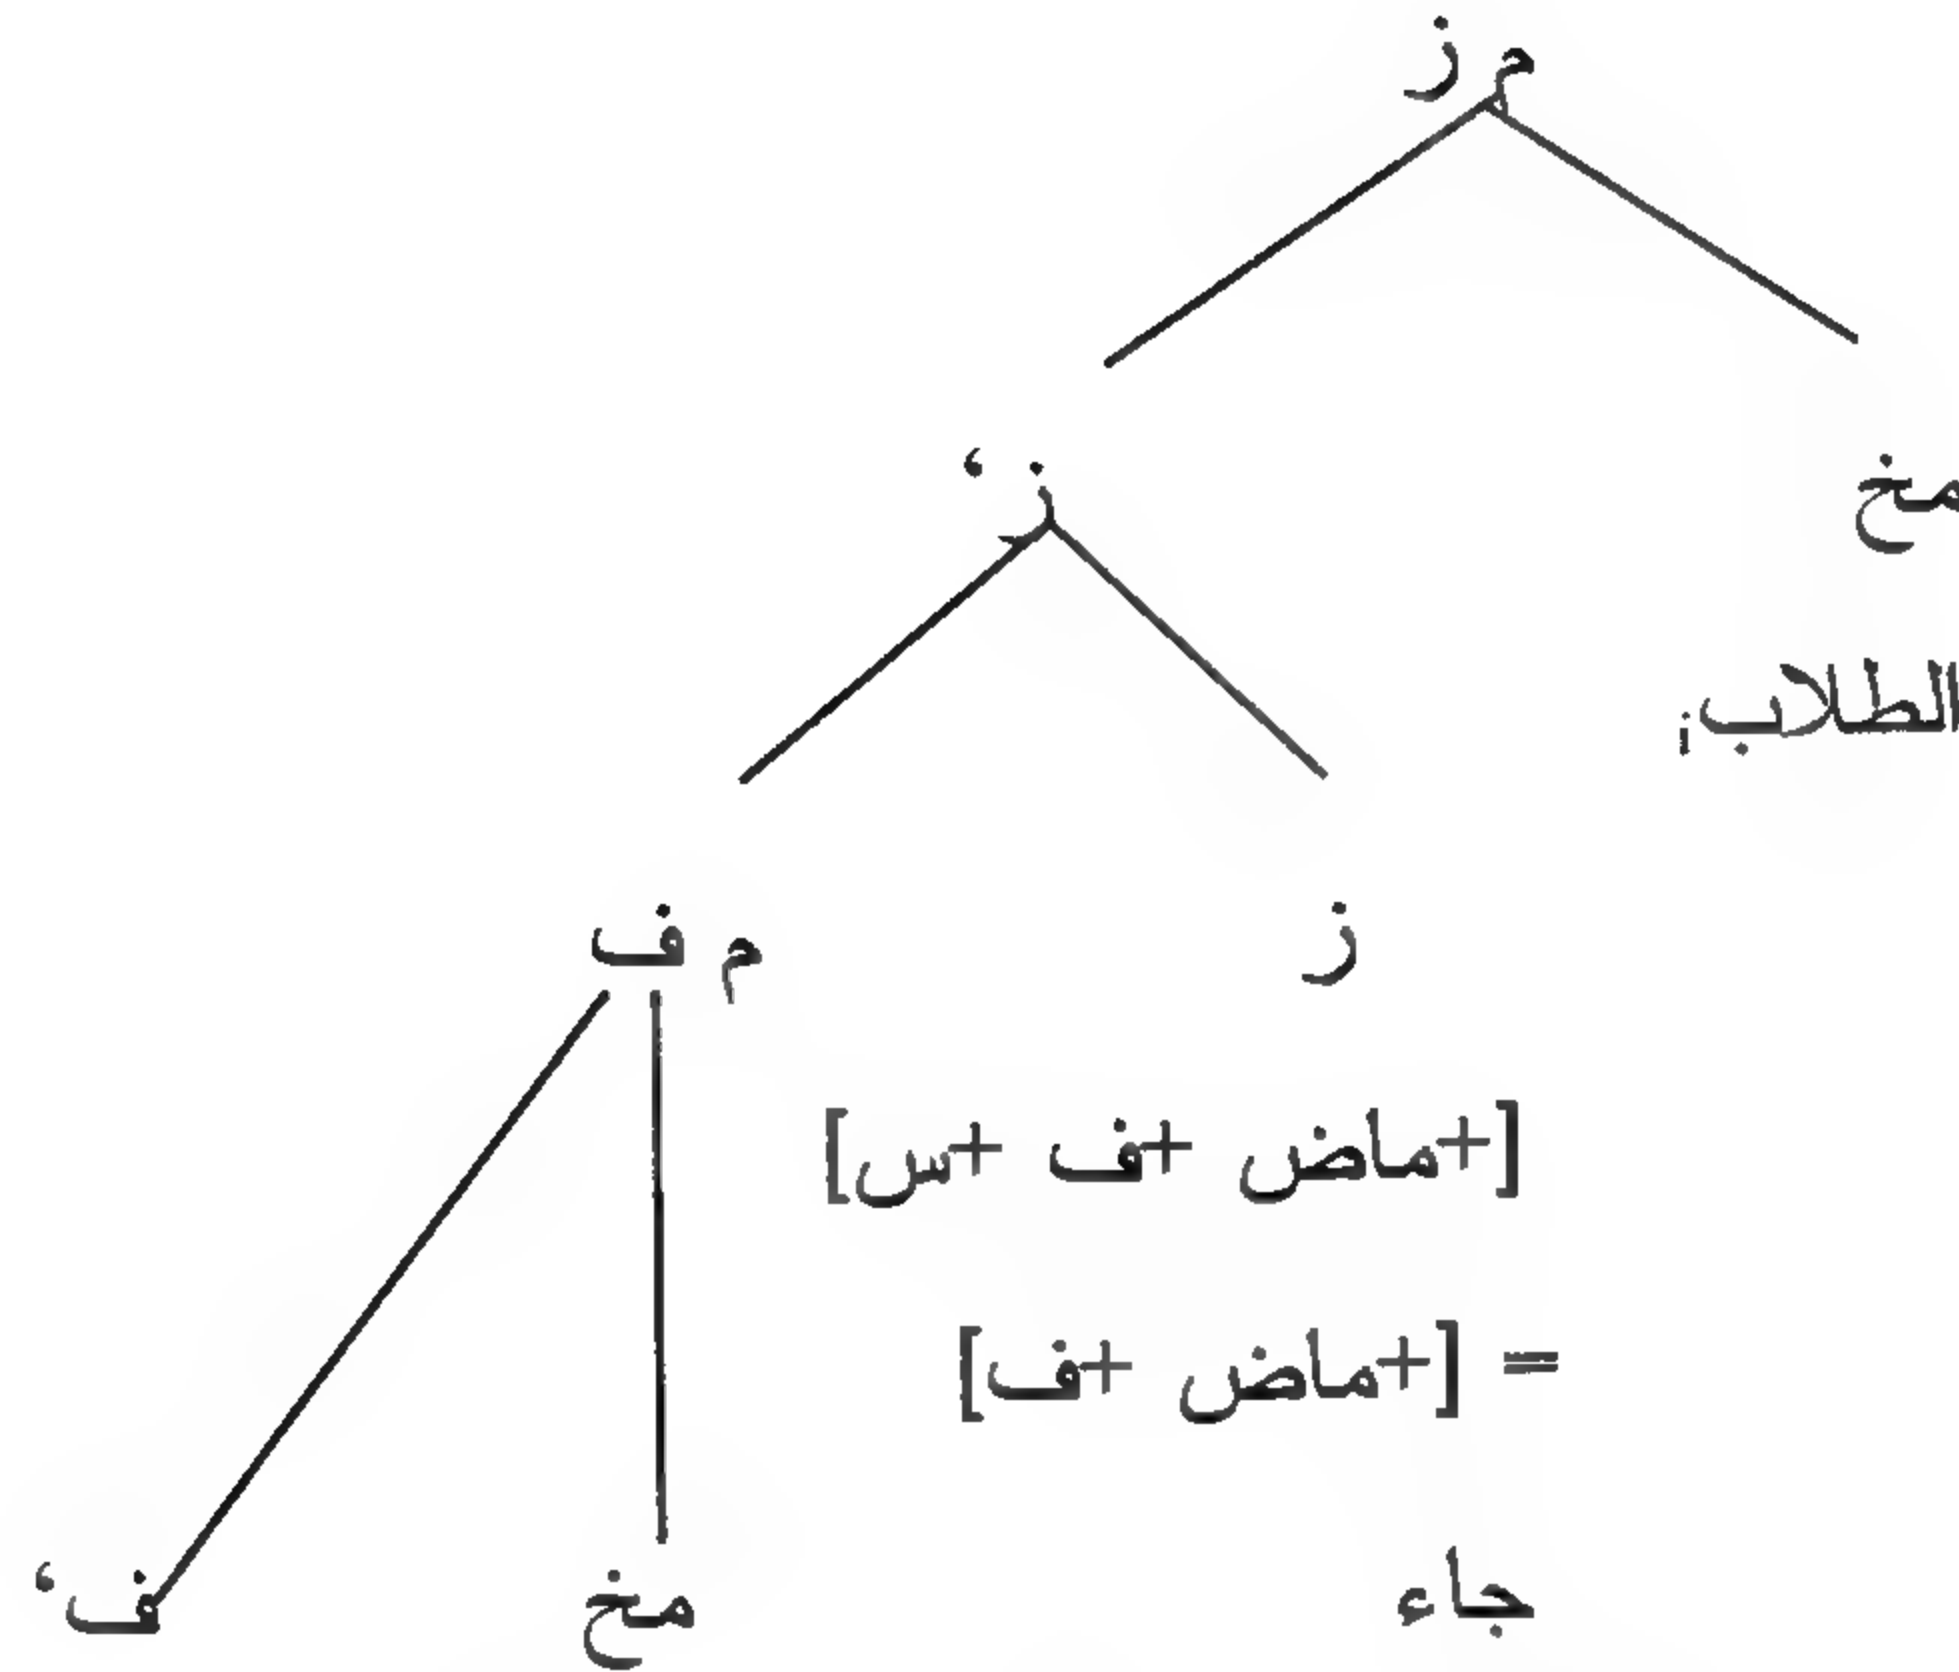 م ز
ز‘
مخ
الطلاب i
م ف
ز
[+ماض +ف +س]
= [+ماض +ف]
جاء
مخ
ف‘